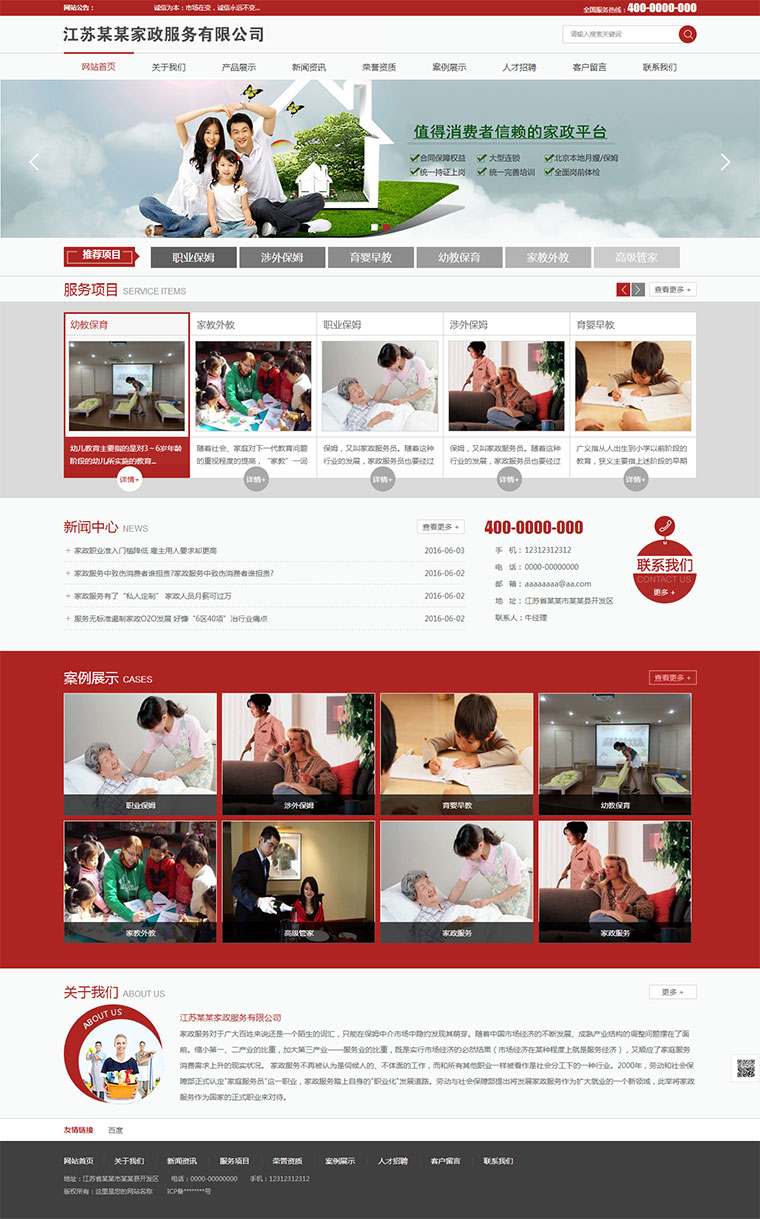 网站公告：
诚信为本：市场在变，诚信永远不变...
全国服务热线：400-0000-000
江苏某某家政服务有限公司
请输入搜索关键词
网站首页 关于我们 产品展示 新闻资讯 荣誉资质 案例展示 人才招聘 客户留言 联系我们
值得消费者信赖的家政平台
合同保障权益 大型连锁 北京本地月嫂/保姆
统一持证上岗 统一完善培训 全面岗前体检
推荐项目 职业保姆 涉外保姆 育婴早教 幼教保育 家教外教 高级管家
服务项目 SERVICE ITEMS
查看更多 +
幼教保育 家教外教 职业保姆 涉外保姆 育婴早教
幼儿教育主要指的是对3～6岁年龄
阶段的幼儿所实施的教育...
详情+
随着社会、家庭对下一代教育问题
的重视程度的提高，“家教”一词
详情+
保姆，又叫家政服务员。随着这种
行业的发展，家政服务员也要经过
详情+
保姆，又叫家政服务员。随着这种
行业的发展，家政服务员也要经过
详情+
广义指从人出生到小学以前阶段的
教育，狭义主要指上述阶段的早期
详情+
新闻中心 NEWS
查看更多 +
+ 家政职业准入门槛降低 雇主用人要求却更高 2016-06-03
+ 家政服务中致伤消费者谁担责?家政服务中致伤消费者谁担责? 2016-06-02
+ 家政服务有了“私人定制” 家政人员月薪可过万 2016-06-02
+ 服务无标准遏制家政O2O发展 好慷“6区40项”治行业痛点 2016-06-02
400-0000-000
手 机：12312312312
电 话：0000-00000000
邮 箱：aaaaaaaa@aa.com
地 址：江苏省某某市某某县开发区
联系人：牛经理
联系我们
CONTACT US
更多 +
案例展示 CASES
查看更多 +
职业保姆 涉外保姆 育婴早教 幼教保育
家教外教 高级管家 家政服务 家政服务
关于我们 ABOUT US
更多 +
ABOUT US
江苏某某家政服务有限公司
家政服务对于广大百姓来说还是一个陌生的词汇，只能在保姆中介市场中隐约发现其萌芽。随着中国市场经济的不断发展、成熟产业结构的调整问题摆在了面
前。缩小第一、二产业的比重，加大第三产业——服务业的比重，既是实行市场经济的必然结果（市场经济在某种程度上就是服务经济），又顺应了家庭服务
消费需求上升的现实状况。 家政服务不再被认为是伺候人的、不体面的工作，而和所有其他职业一样被看作是社会分工下的一种行业。2000年，劳动和社会保
障部正式认定“家庭服务员”这一职业，家政服务踏上自身的“职业化”发展道路。劳动与社会保障部提出将发展家政服务作为扩大就业的一个新领域，此举将家政
服务作为国家的正式职业来对待。
友情链接 百度
网站首页 关于我们 新闻资讯 服务项目 荣誉资质 案例展示 人才招聘 客户留言 联系我们
地址：江苏省某某市某某县开发区 电话：0000-00000000 手机：12312312312
版权所有：这里是您的网站名称 ICP备********号